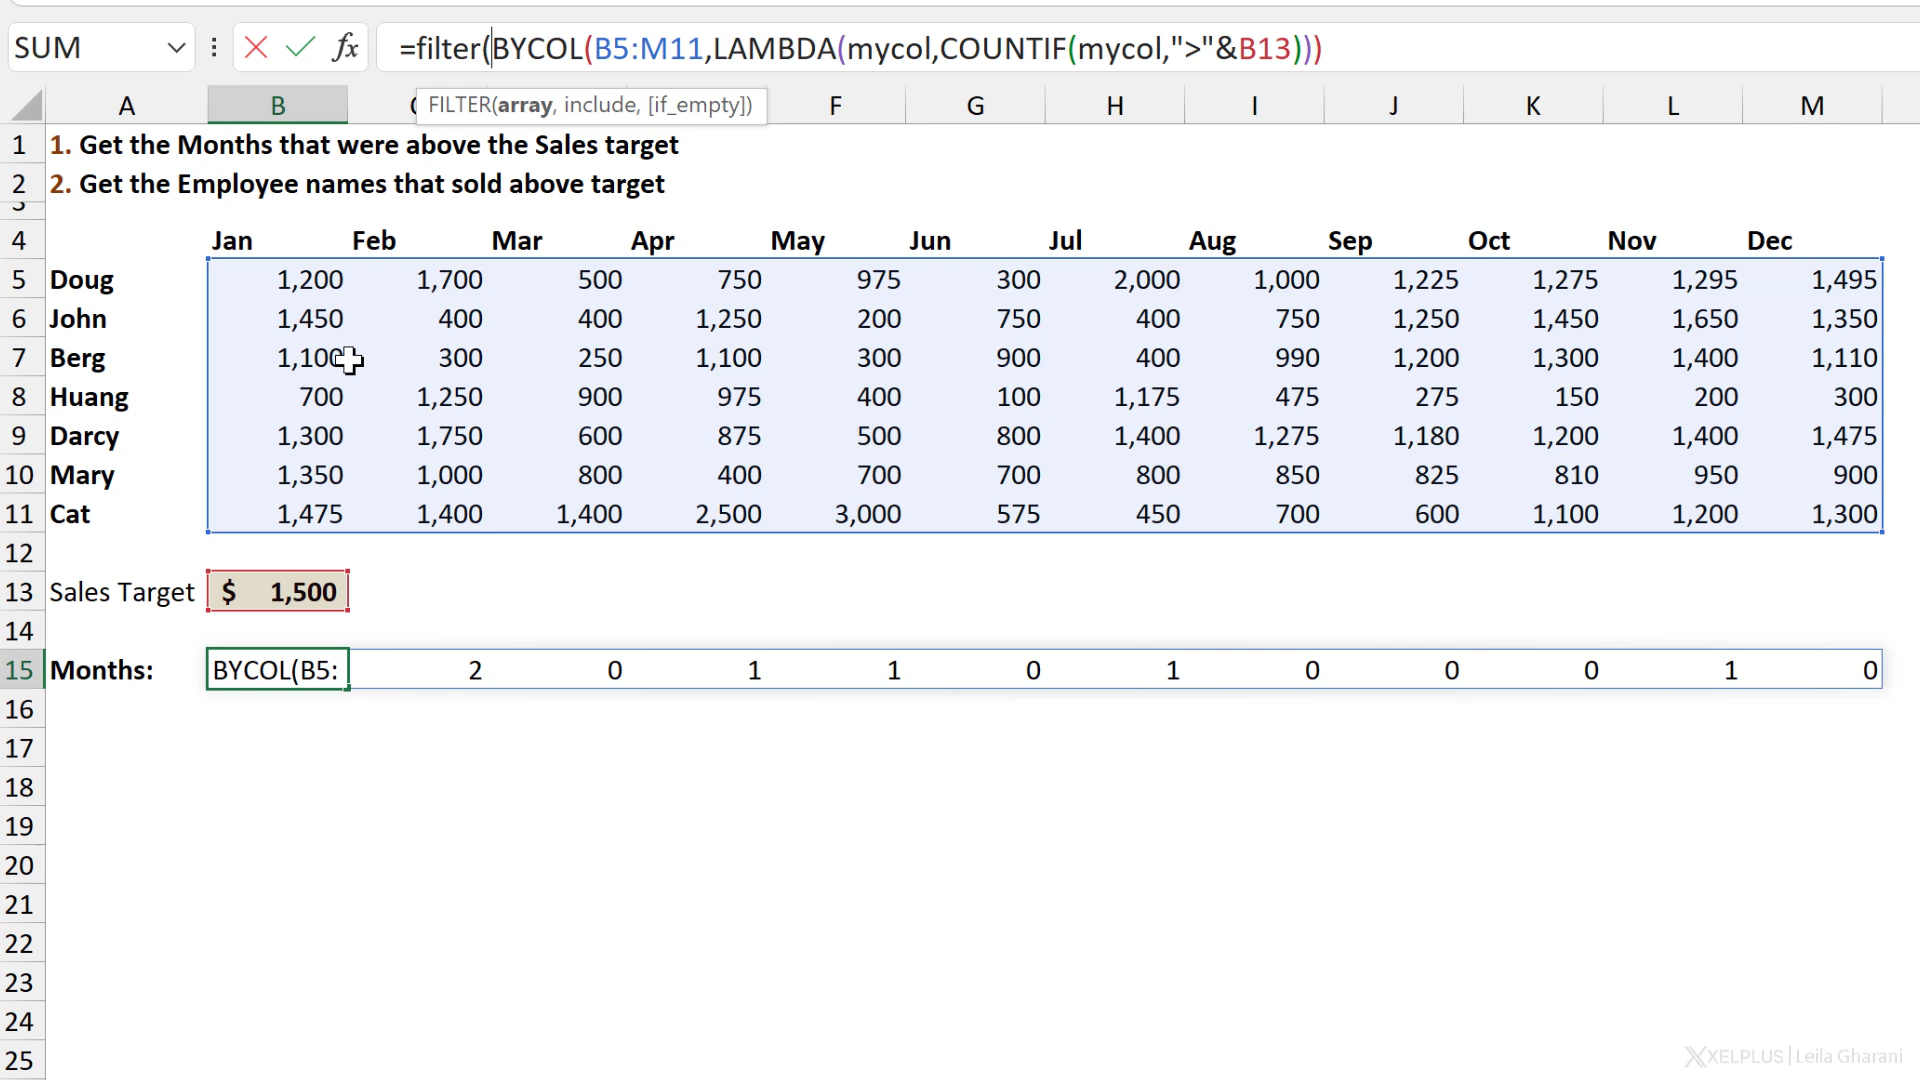 SUM fx =filter(BYCOL(B5:M11,LAMBDA(mycol,COUNTIF(mycol,">"&B13)))
FILTER(array, include, [if_empty])
A B F G H I J K L M
1 1. Get the Months that were above the Sales target
2 2. Get the Employee names that sold above target
3
4 Jan Feb Mar Apr May Jun Jul Aug Sep Oct Nov Dec
5 Doug 1,200 1,700 500 750 975 300 2,000 1,000 1,225 1,275 1,295 1,495
6 John 1,450 400 400 1,250 200 750 400 750 1,250 1,450 1,650 1,350
7 Berg 1,100 300 250 1,100 300 900 400 990 1,200 1,300 1,400 1,110
8 Huang 700 1,250 900 975 400 100 1,175 475 275 150 200 300
9 Darcy 1,300 1,750 600 875 500 800 1,400 1,275 1,180 1,200 1,400 1,475
10 Mary 1,350 1,000 800 400 700 700 800 850 825 810 950 900
11 Cat 1,475 1,400 1,400 2,500 3,000 575 450 700 600 1,100 1,200 1,300
12
13 Sales Target $ 1,500
14
15 Months: BYCOL(B5: 2 0 1 1 0 1 0 0 0 1 0
16
17
18
19
20
21
22
23
24
25
XELPLUS | Leila Gharani